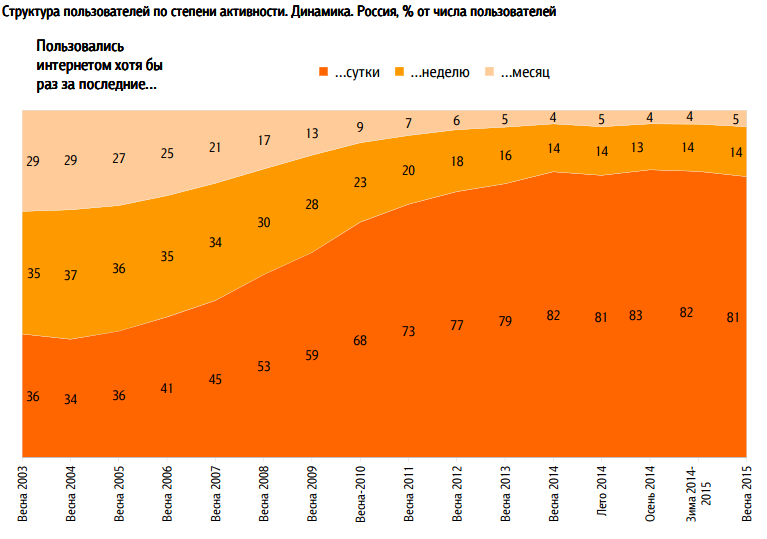 Структура пользователей по степени активности. Динамика. Россия, % от числа пользователей
Пользовались
интернетом хотя бы
раз за последние...
...сутки ...неделю ...месяц
29 29 27 25 21 17 13 9 7 6 5 4 5 4 4 5
35 37 36 35 34 30 28 23 20 18 16 14 14 13 14 14
36 34 36 41 45 53 59 68 73 77 79 82 81 83 82 81
Весна 2003
Весна 2004
Весна 2005
Весна 2006
Весна 2007
Весна 2008
Весна 2009
Весна-2010
Весна 2011
Весна 2012
Весна 2013
Весна 2014
Лето 2014
Осень 2014
Зима 2014-
2015
Весна 2015